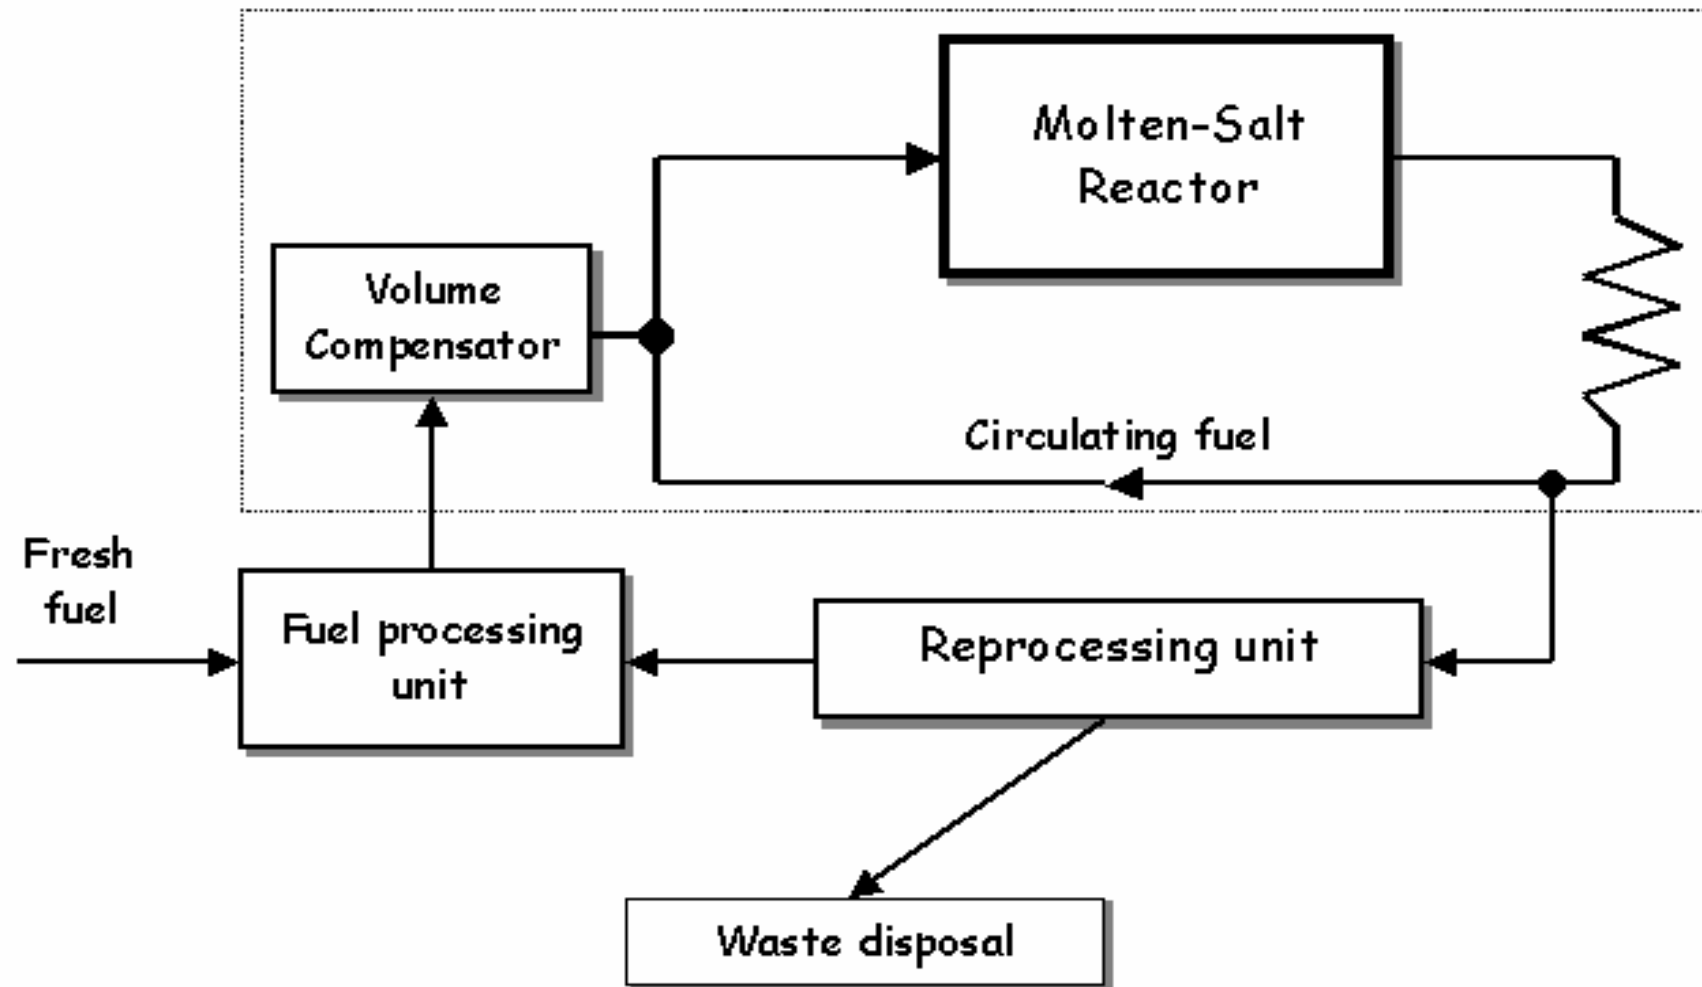 Molten-Salt
Reactor
Volume
Compensator
Circulating fuel
Fresh
fuel
Fuel processing
unit
Reprocessing unit
Waste disposal